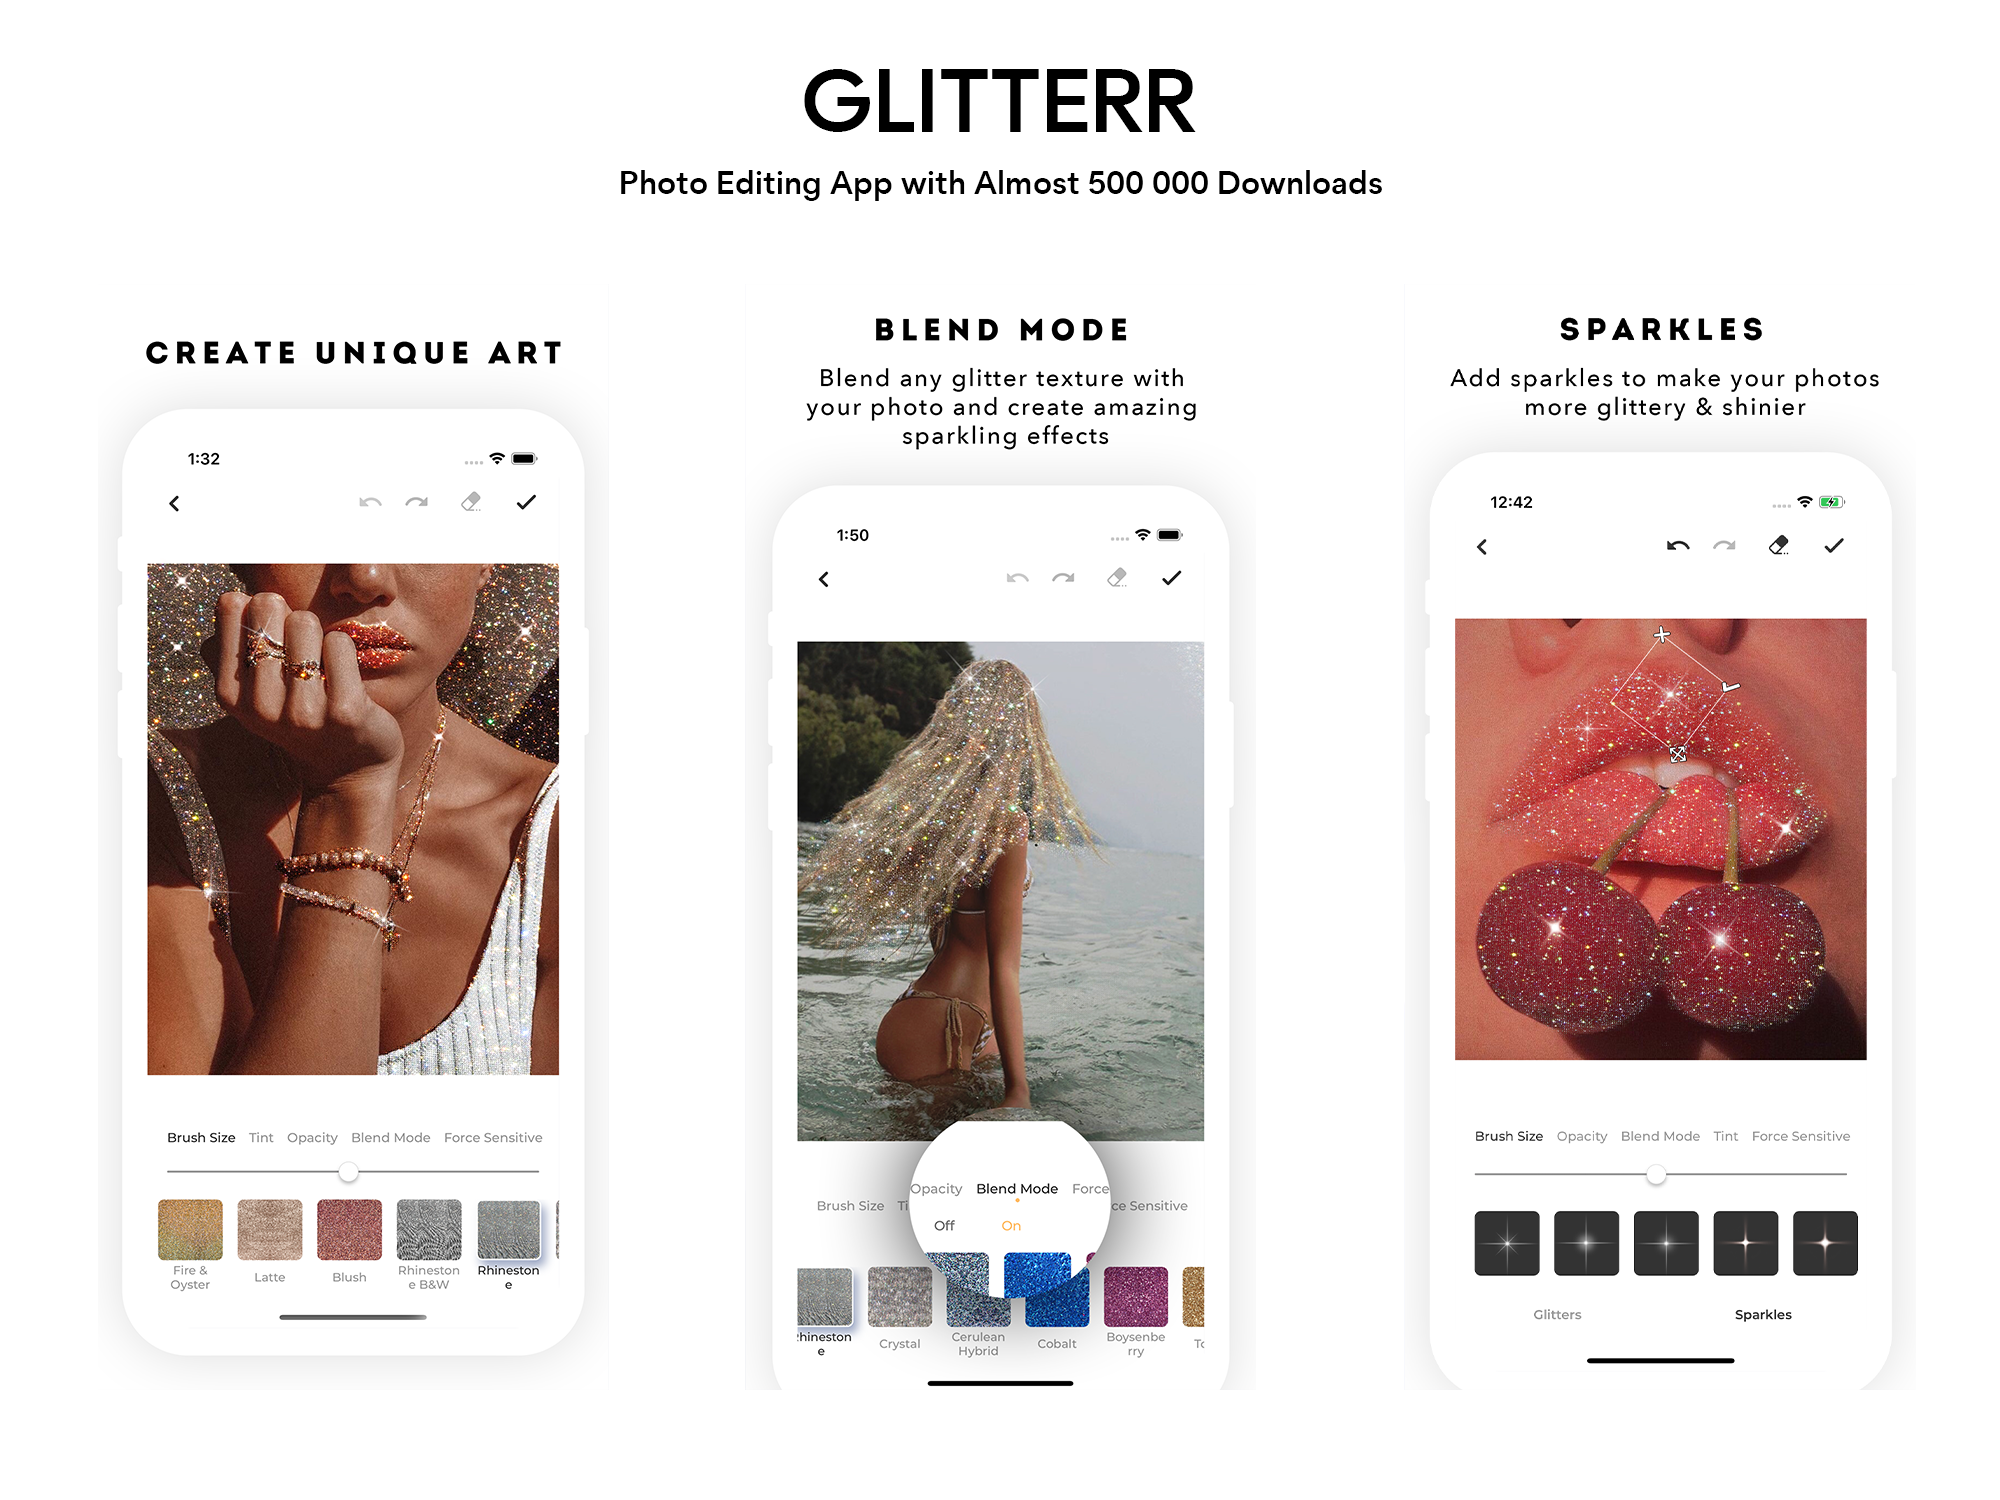 GLITTERR
Photo Editing App with Almost 500 000 Downloads
CREATE UNIQUE ART
1:32
Brush Size Tint Opacity Blend Mode Force Sensitive
Fire &
Oyster
Latte
Blush
Rhineston
e B&W
Rhineston
e
BLEND MODE
Blend any glitter texture with
your photo and create amazing
sparkling effects
1:50
Opacity Blend Mode Force
Brush Size Ti ce Sensitive
Off On
hineston
e
Crystal
Cerulean
Hybrid
Cobalt
Boysenbe
rry
To
SPARKLES
Add sparkles to make your photos
more glittery & shinier
12:42
Brush Size Opacity Blend Mode Tint Force Sensitive
Glitters Sparkles